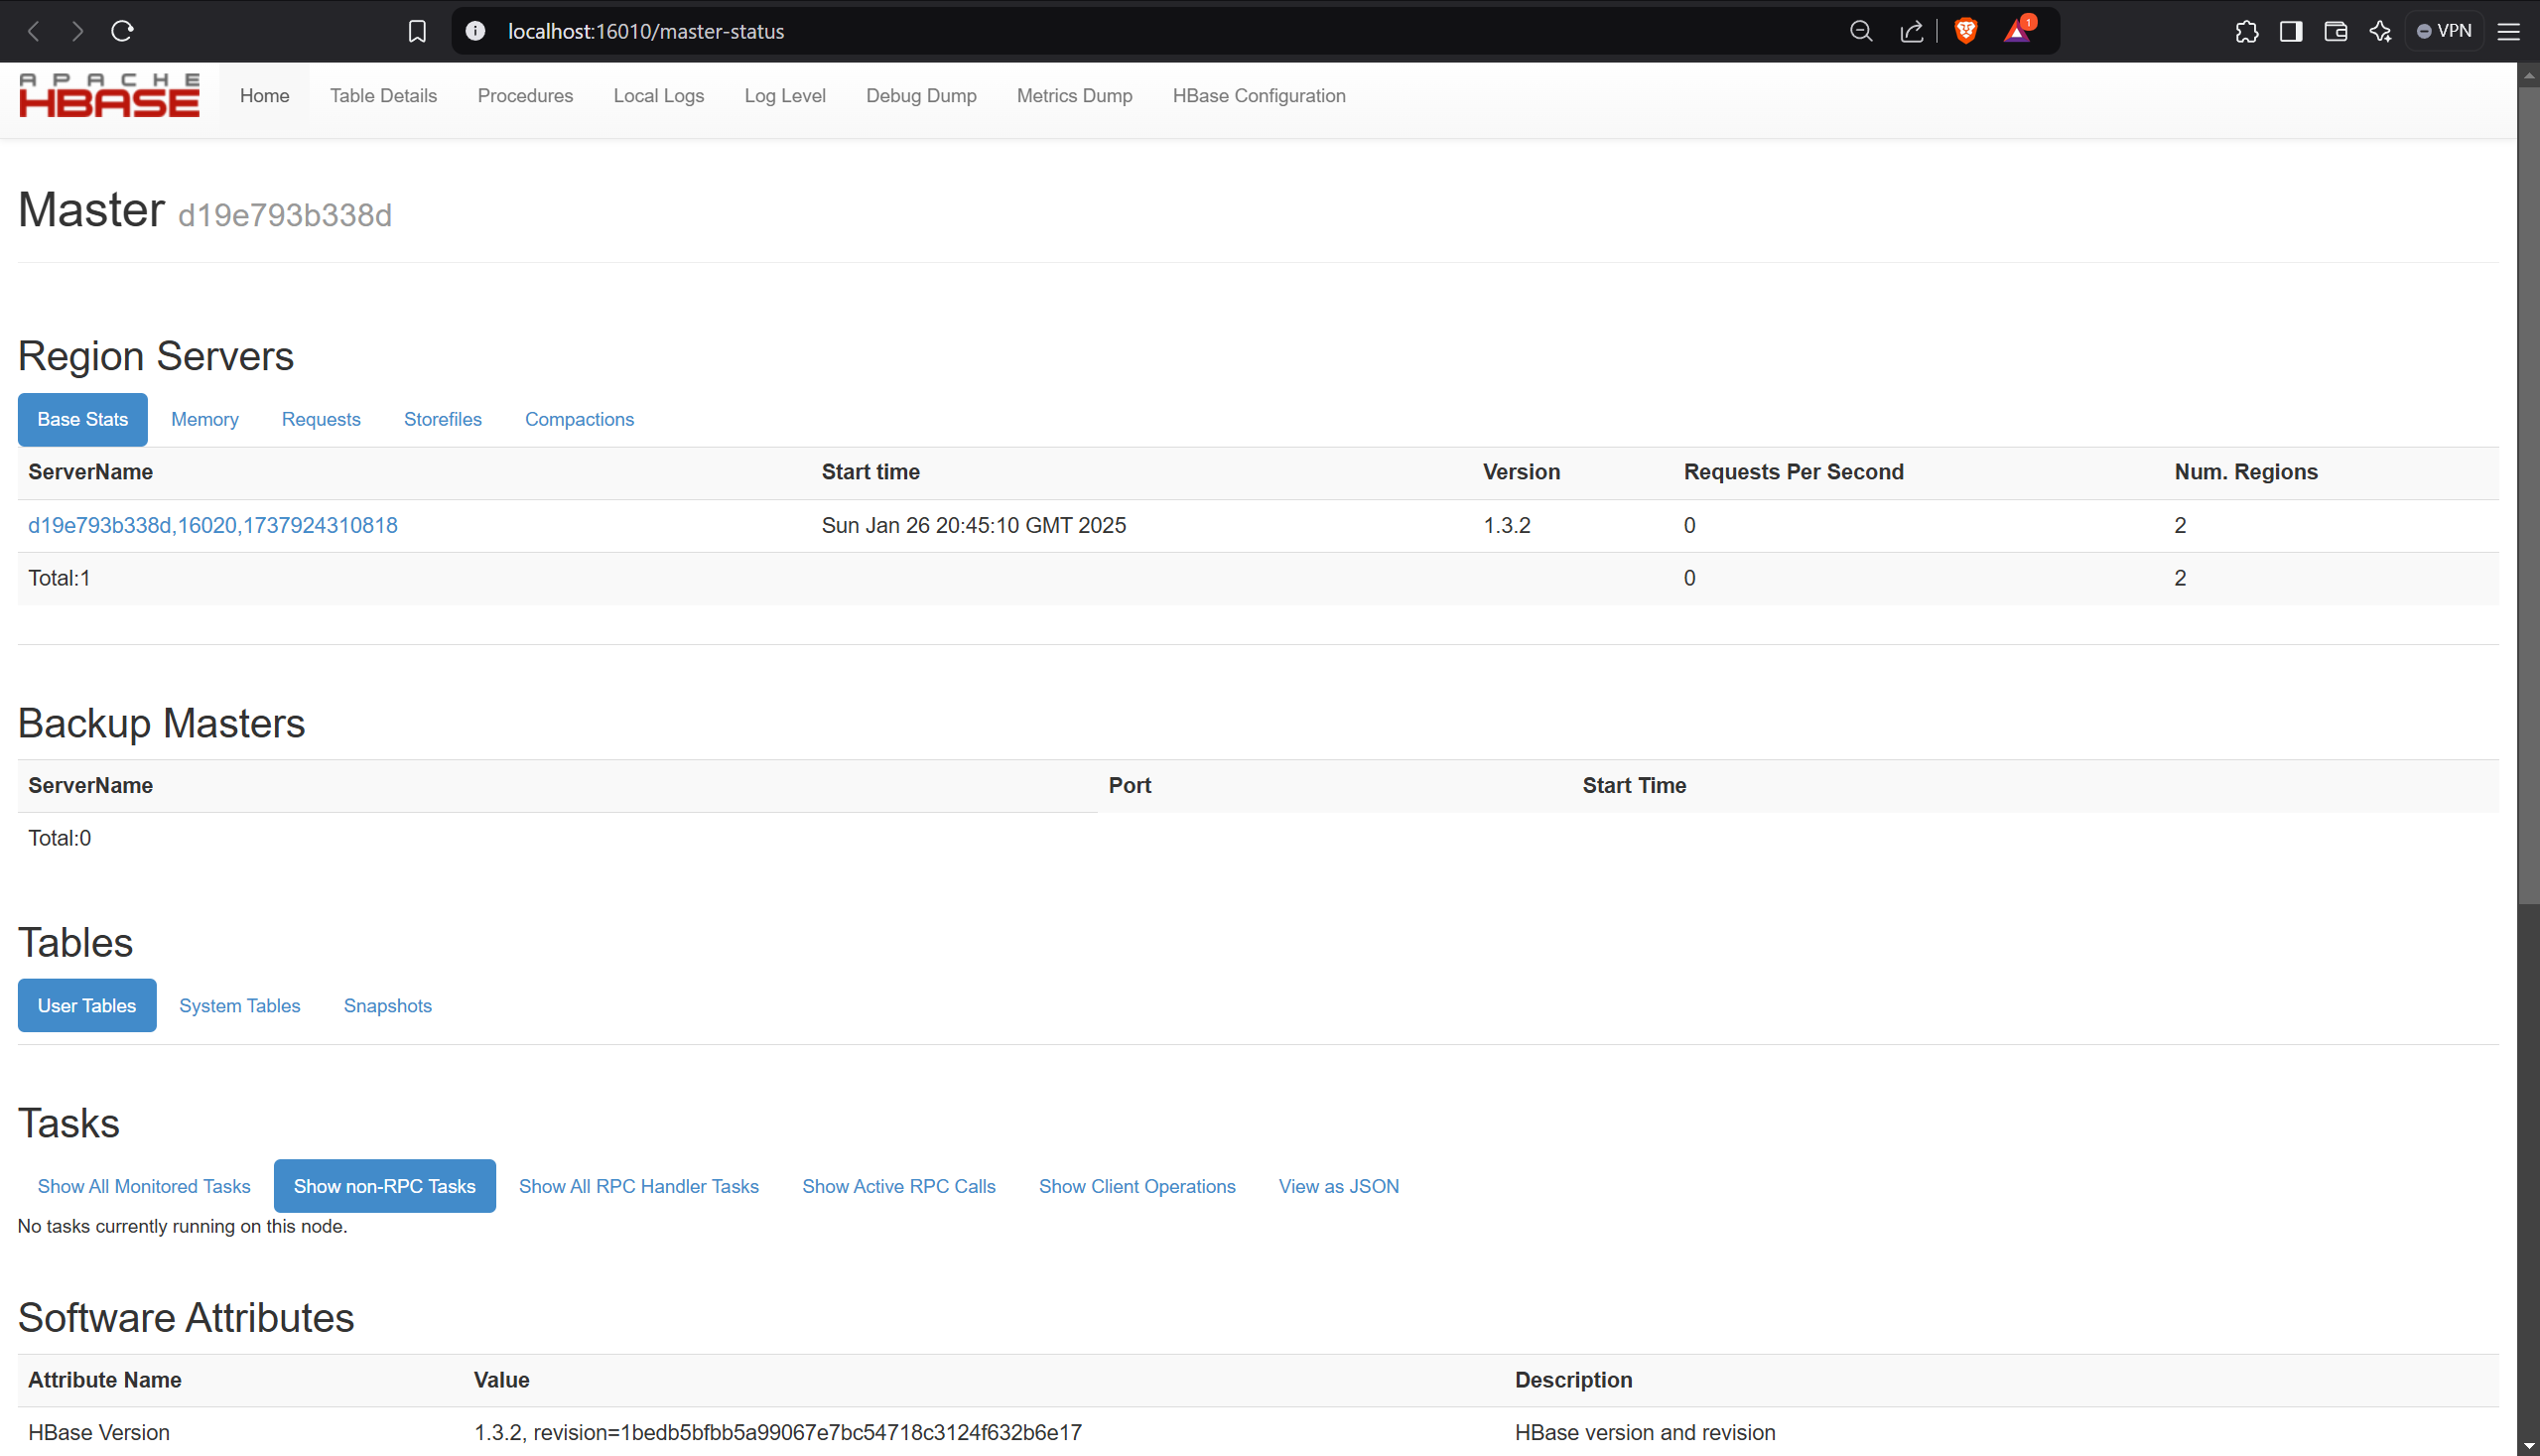 localhost:16010/master-status
1
VPN
APACHE
HBASE
Home Table Details Procedures Local Logs Log Level Debug Dump Metrics Dump HBase Configuration
Master d19e793b338d
Region Servers
Base Stats Memory Requests Storefiles Compactions
ServerName Start time Version Requests Per Second Num. Regions
d19e793b338d,16020,1737924310818 Sun Jan 26 20:45:10 GMT 2025 1.3.2 0 2
Total:1 0 2
Backup Masters
ServerName Port Start Time
Total:0
Tables
User Tables System Tables Snapshots
Tasks
Show All Monitored Tasks Show non-RPC Tasks Show All RPC Handler Tasks Show Active RPC Calls Show Client Operations View as JSON
No tasks currently running on this node.
Software Attributes
Attribute Name Value Description
HBase Version 1.3.2, revision=1bedb5bfbb5a99067e7bc54718c3124f632b6e17 HBase version and revision